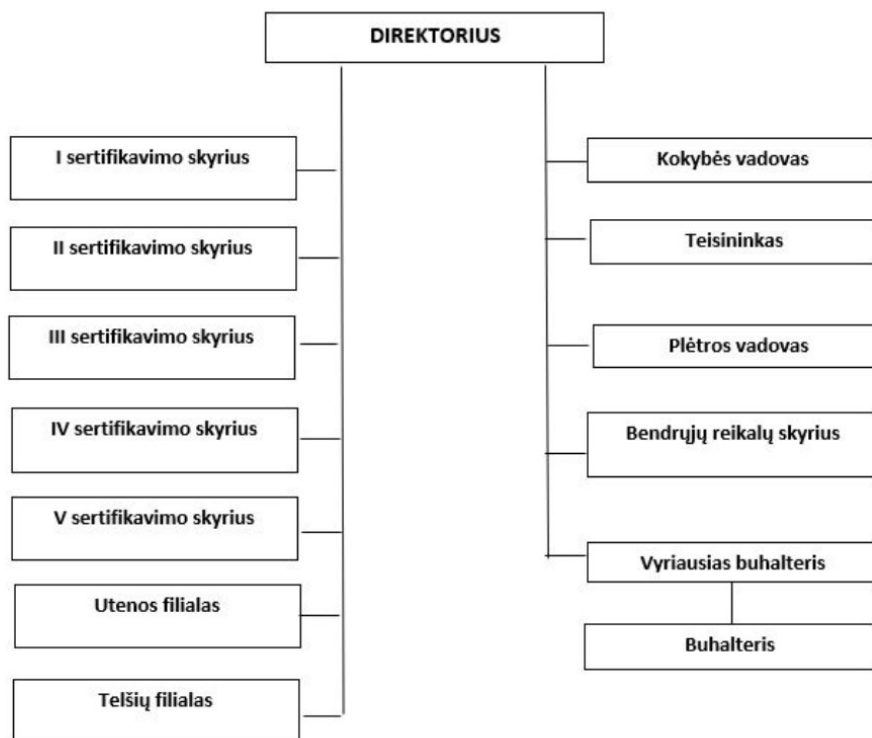 DIREKTORIUS
I sertifikavimo skyrius
II sertifikavimo skyrius
III sertifikavimo skyrius
IV sertifikavimo skyrius
V sertifikavimo skyrius
Utenos filialas
Telšių filialas
Kokybės vadovas
Teisininkas
Plėtros vadovas
Bendrųjų reikalų skyrius
Vyriausias buhalteris
Buhalteris